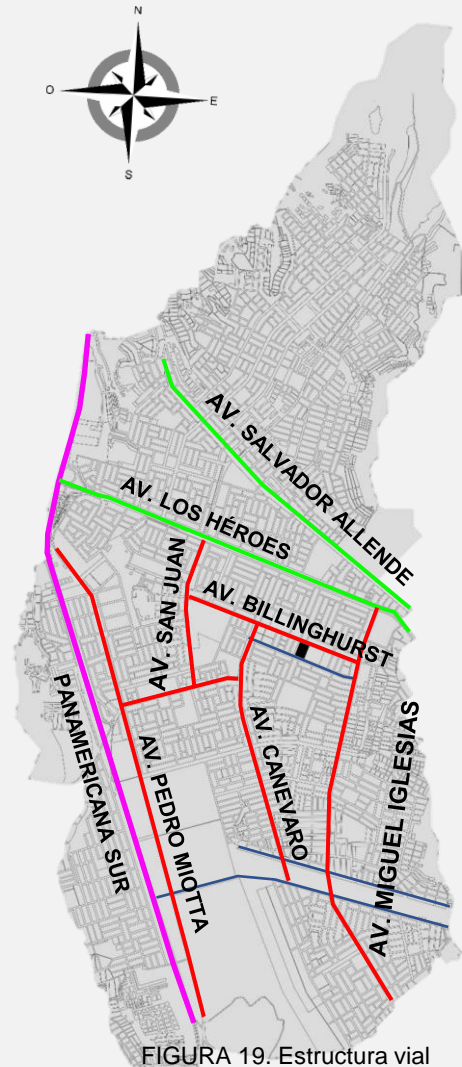 N
O
E
S
AV. SALVADOR ALLENDE
AV. LOS HÉROES
AV. SAN JUAN
AV. BILLINGHURST
PANAMERICANA SUR
AV. PEDRO MIOTTA
AV. CANEVARO
AV. MIGUEL IGLESIAS
FIGURA 19. Estructura vial